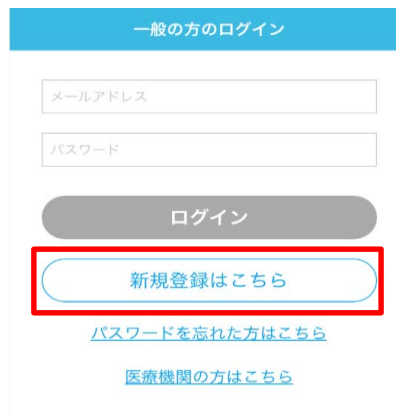 一般の方のログイン
メールアドレス
パスワード
ログイン
新規登録はこちら
パスワードを忘れた方はこちら
医療機関の方はこちら